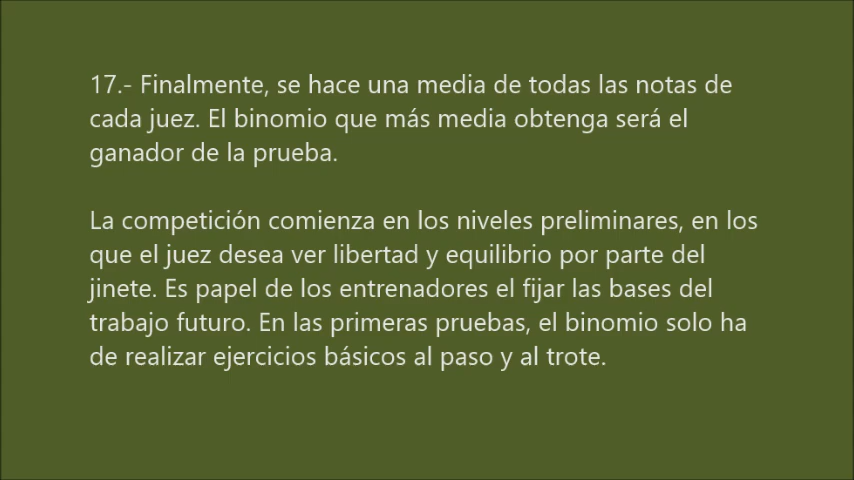 17.- Finalmente, se hace una media de todas las notas de
cada juez. El binomio que más media obtenga será el
ganador de la prueba.
La competición comienza en los niveles preliminares, en los
que el juez desea ver libertad y equilibrio por parte del
jinete. Es papel de los entrenadores el fijar las bases del
trabajo futuro. En las primeras pruebas, el binomio solo ha
de realizar ejercicios básicos al paso y al trote.